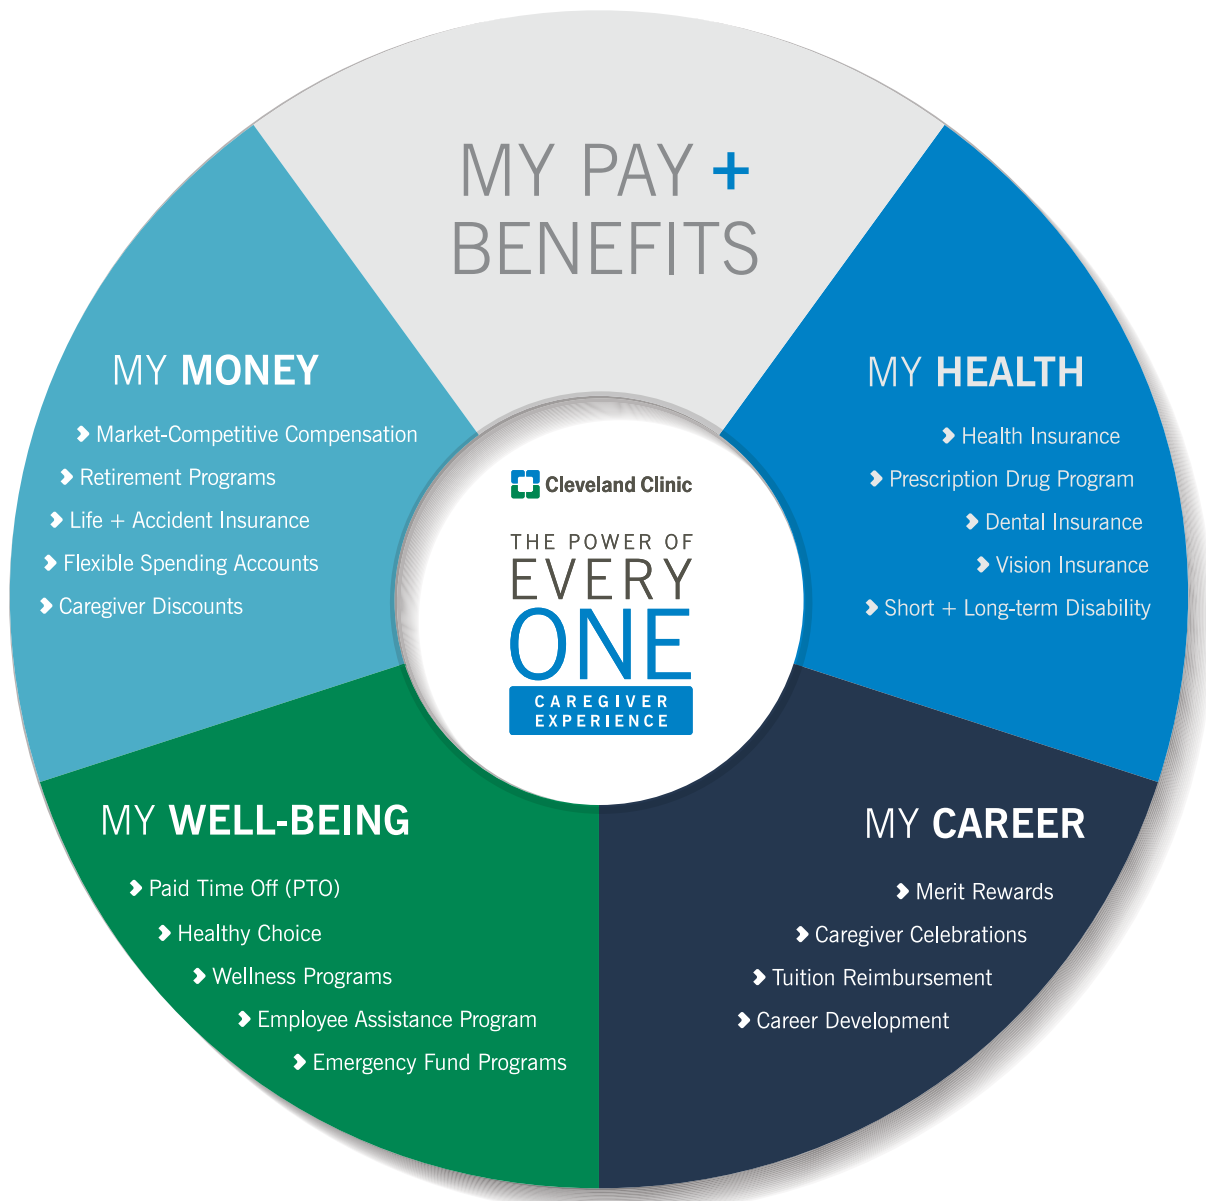 MY PAY +
BENEFITS
MY MONEY
Market-Competitive Compensation
Retirement Programs
Life + Accident Insurance
Flexible Spending Accounts
Caregiver Discounts
MY HEALTH
Health Insurance
Prescription Drug Program
Dental Insurance
Vision Insurance
Short + Long-term Disability
Cleveland Clinic
THE POWER OF
EVERY
ONE
CAREGIVER
EXPERIENCE
MY WELL-BEING
Paid Time Off (PTO)
Healthy Choice
Wellness Programs
Employee Assistance Program
Emergency Fund Programs
MY CAREER
Merit Rewards
Caregiver Celebrations
Tuition Reimbursement
Career Development